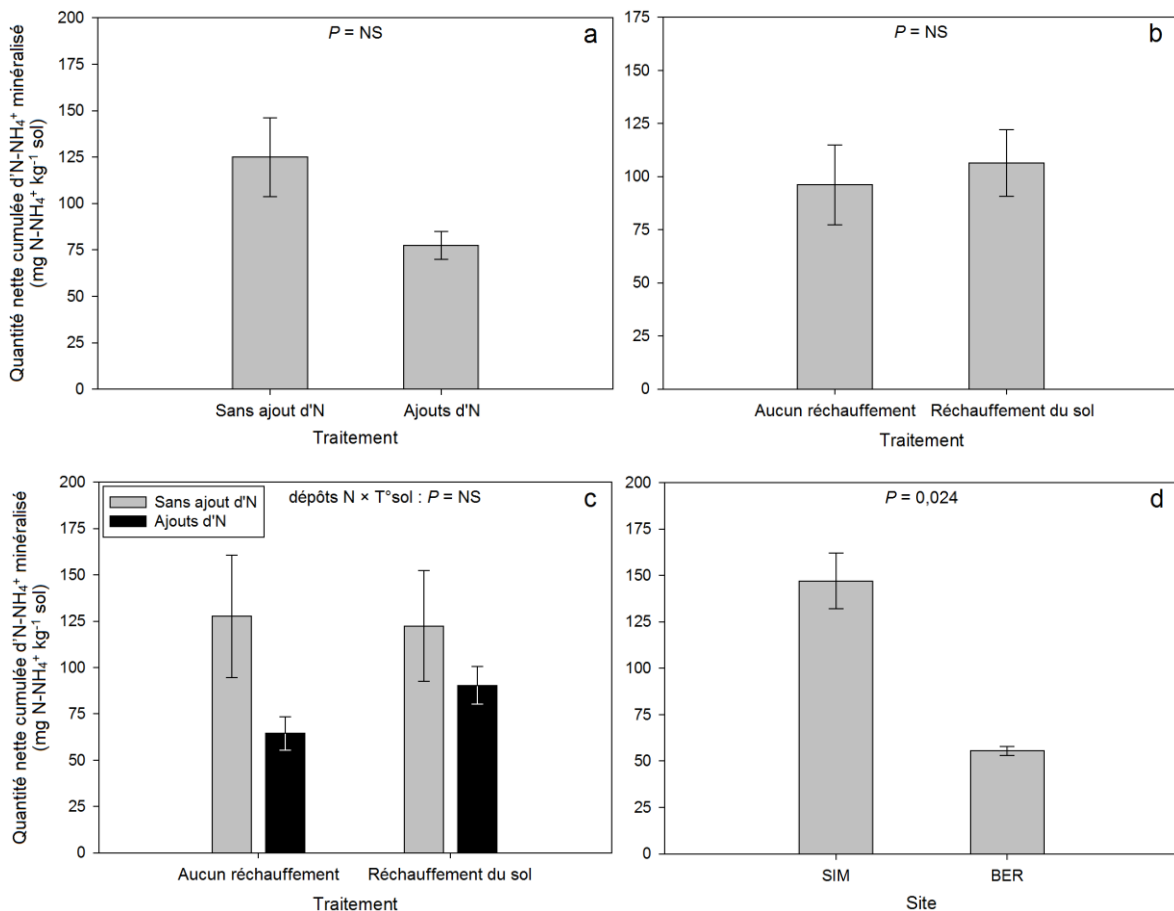 Quantité nette cumulée d'N-NH₄⁺ minéralisé
(mg N-NH₄⁺ kg⁻¹ sol)
200
175
150
125
100
75
50
25
0
P = NS
a
Sans ajout d'N
Ajouts d'N
Traitement
175
150
125
100
75
50
25
0
P = NS
b
Aucun réchauffement
Réchauffement du sol
Traitement
Quantité nette cumulée d'N-NH₄⁺ minéralisé
(mg N-NH₄⁺ kg⁻¹ sol)
200
175
150
125
100
75
50
25
0
Sans ajout d'N
Ajouts d'N
dépôts N × T°sol : P = NS
c
Aucun réchauffement
Réchauffement du sol
Traitement
200
175
150
125
100
75
50
25
0
P = 0,024
d
SIM
BER
Site